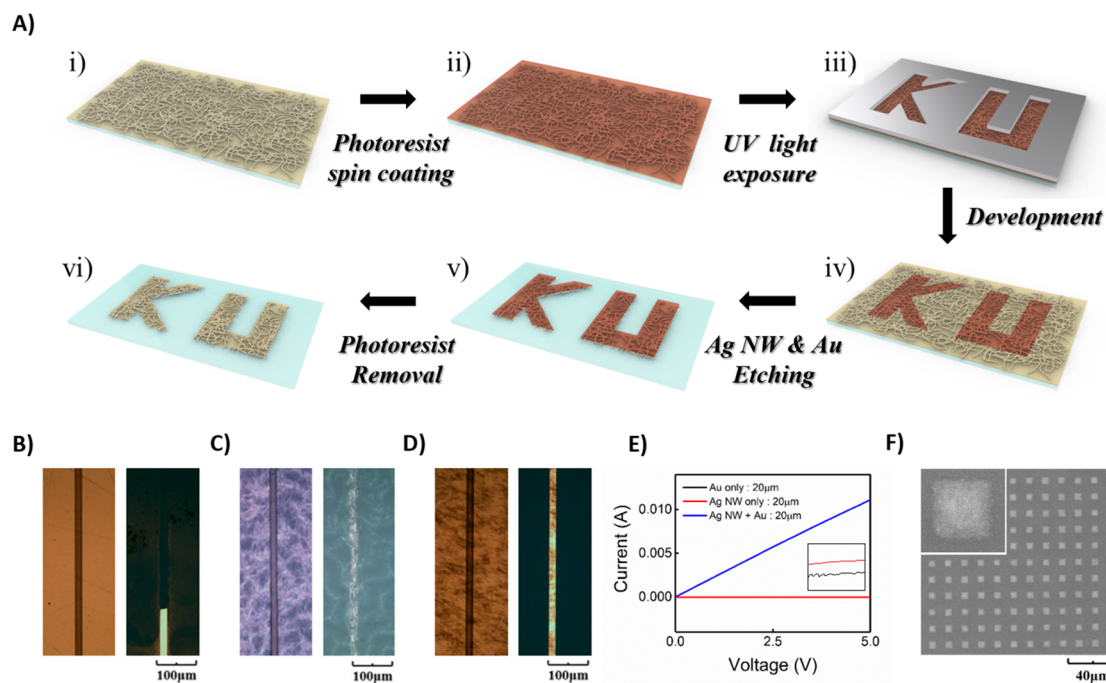 A)
i)
ii)
iii)
Photoresist
spin coating
UV light
exposure
K U
Development
vi)
v)
iv)
K U
K U
K U
Photoresist
Removal
Ag NW & Au
Etching
B)
C)
D)
E)
F)
100μm
100μm
100μm
Current (A)
0.010
0.005
0.000
Au only : 20μm
Ag NW only : 20μm
Ag NW + Au : 20μm
0.0
2.5
5.0
Voltage (V)
40μm